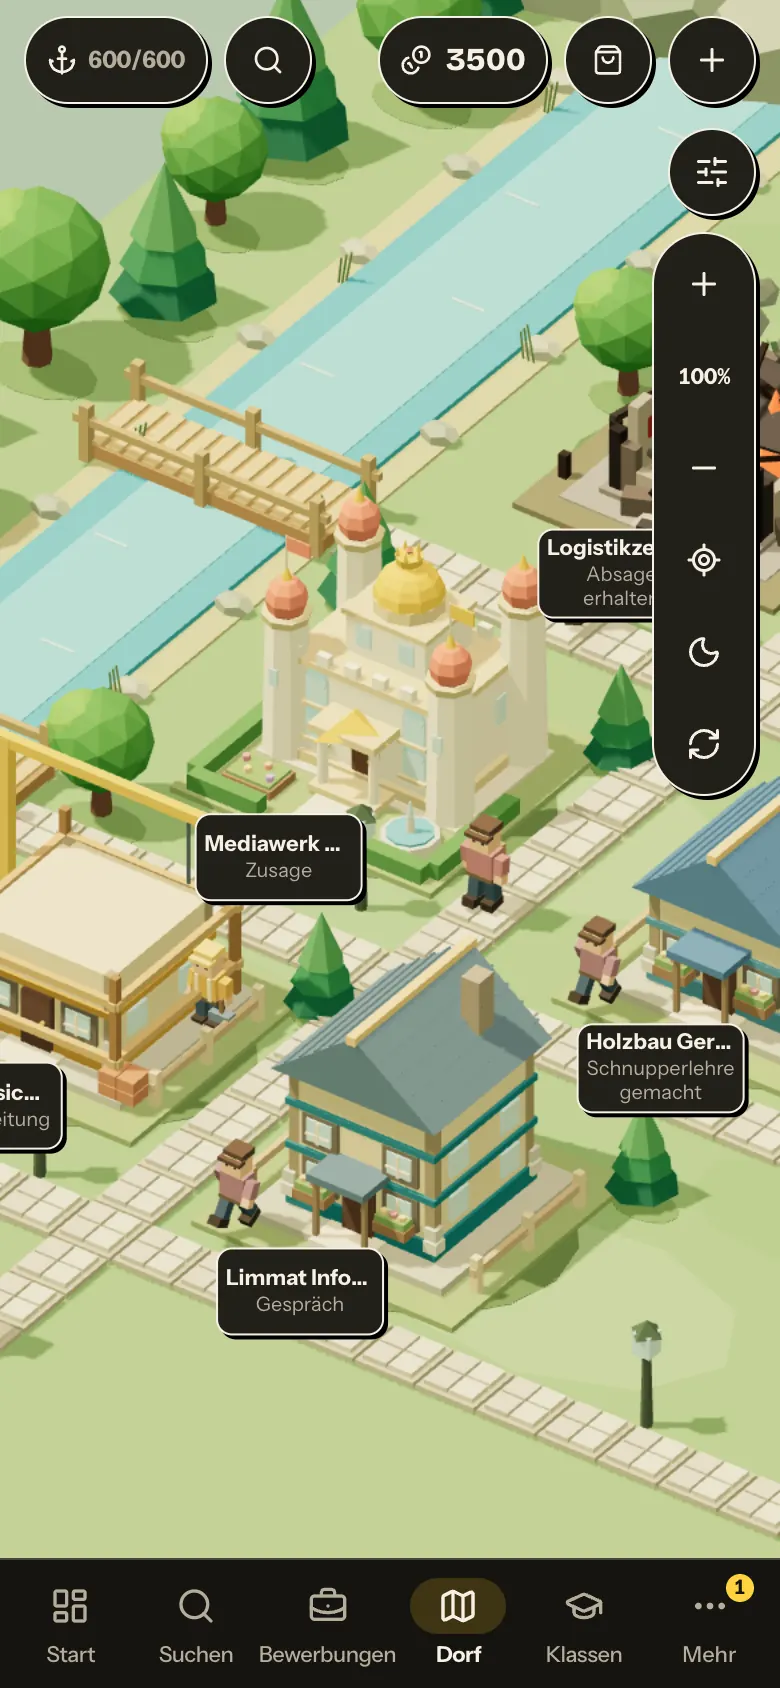 600/600
3500
100%
Logistikze
Absage
erhalten
Mediawerk ...
Zusage
Holzbau Ger...
Schnupperlehre
gemacht
sic...
eitung
Limmat Info...
Gespräch
1
Start
Suchen
Bewerbungen
Dorf
Klassen
Mehr